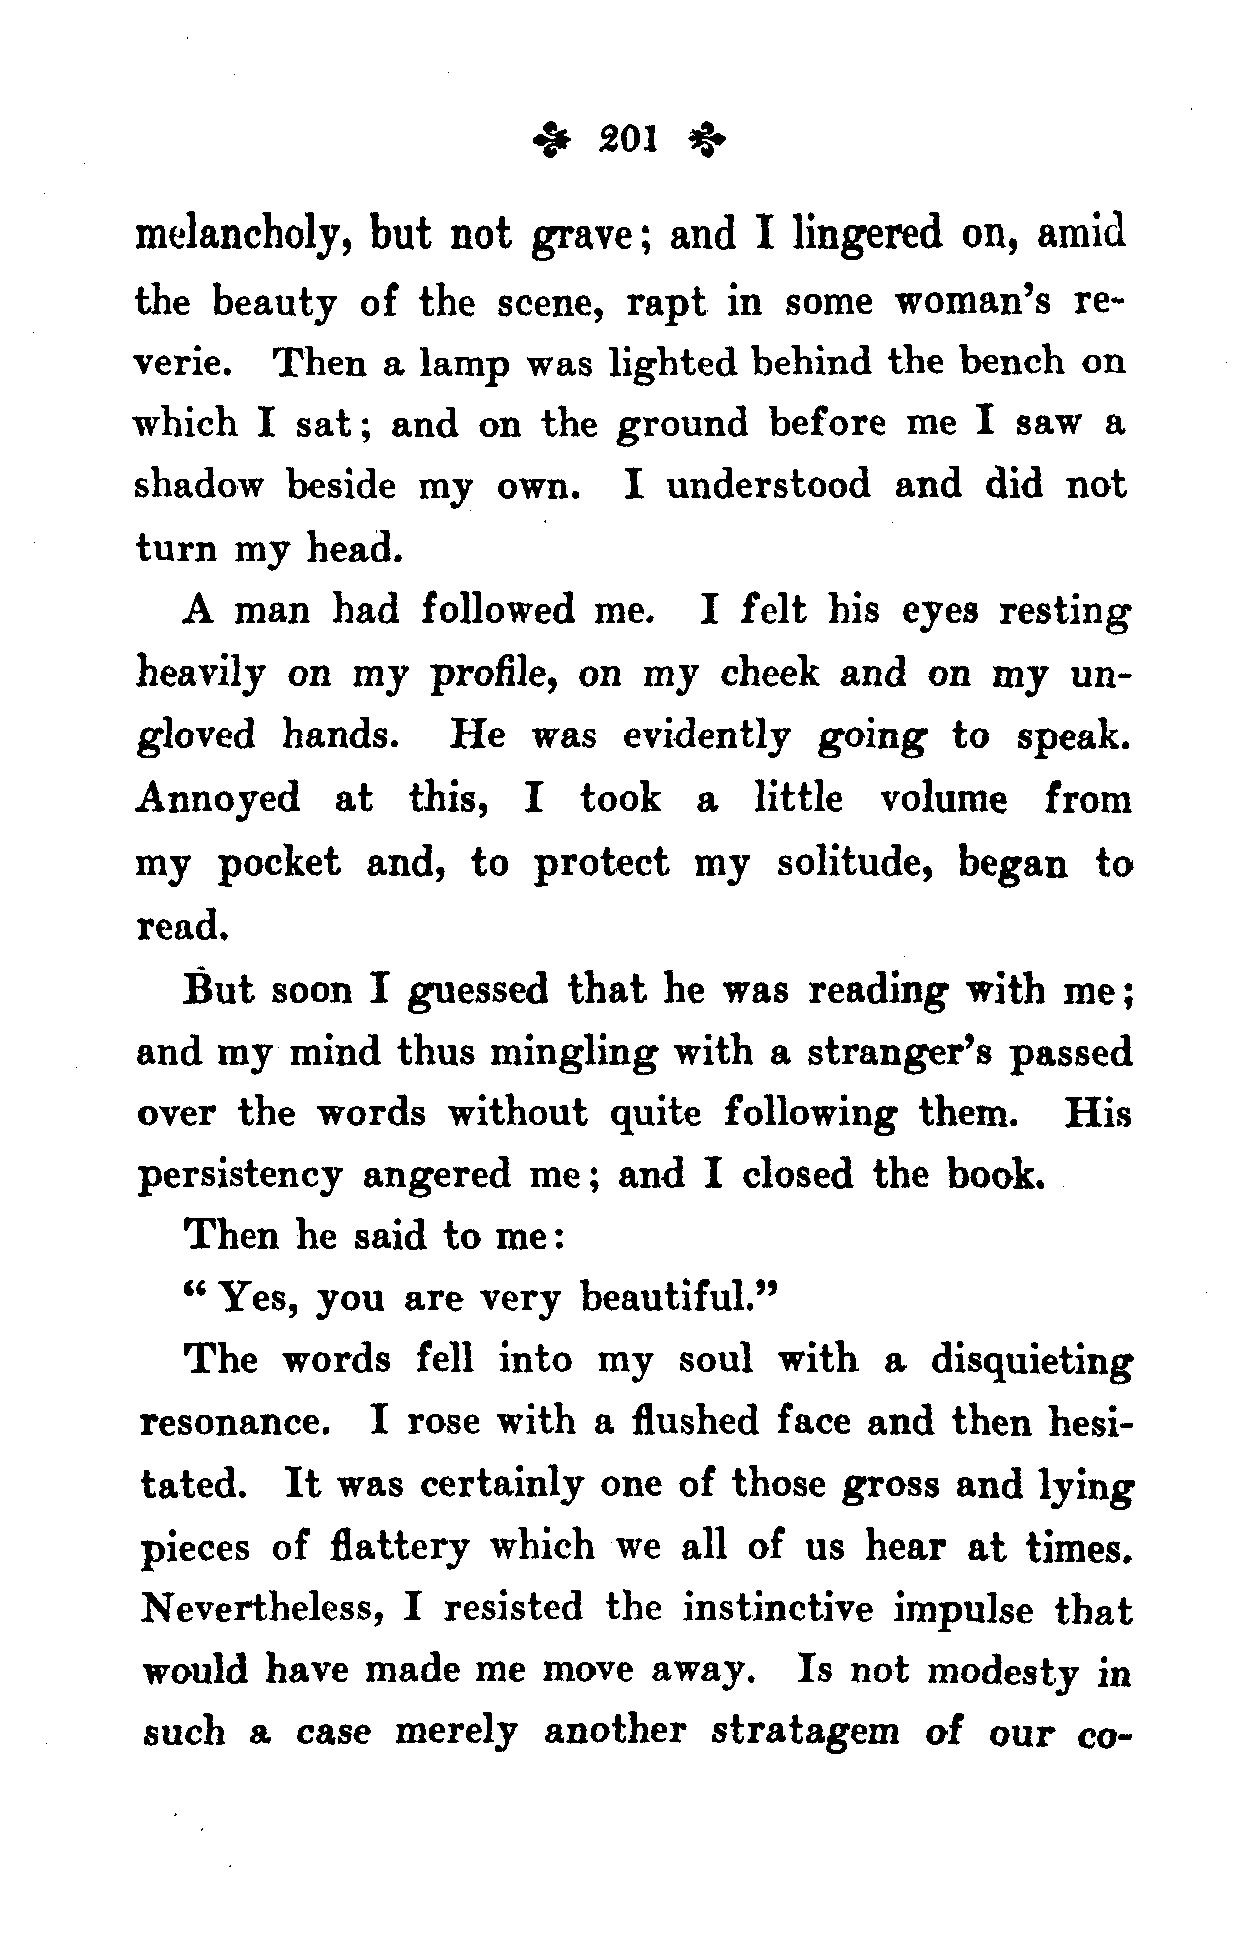 201
melancholy, but not grave; and I lingered on, amid
the beauty of the scene, rapt in some woman's re-
verie. Then a lamp was lighted behind the bench on
which I sat; and on the ground before me I saw a
shadow beside my own. I understood and did not
turn my head.
A man had followed me. I felt his eyes resting
heavily on my profile, on my cheek and on my un-
gloved hands. He was evidently going to speak.
Annoyed at this, I took a little volume from
my pocket and, to protect my solitude, began to
read.
But soon I guessed that he was reading with me;
and my mind thus mingling with a stranger's passed
over the words without quite following them. His
persistency angered me; and I closed the book.
Then he said to me:
"Yes, you are very beautiful."
The words fell into my soul with a disquieting
resonance. I rose with a flushed face and then hesi-
tated. It was certainly one of those gross and lying
pieces of flattery which we all of us hear at times.
Nevertheless, I resisted the instinctive impulse that
would have made me move away. Is not modesty in
such a case merely another stratagem of our co-